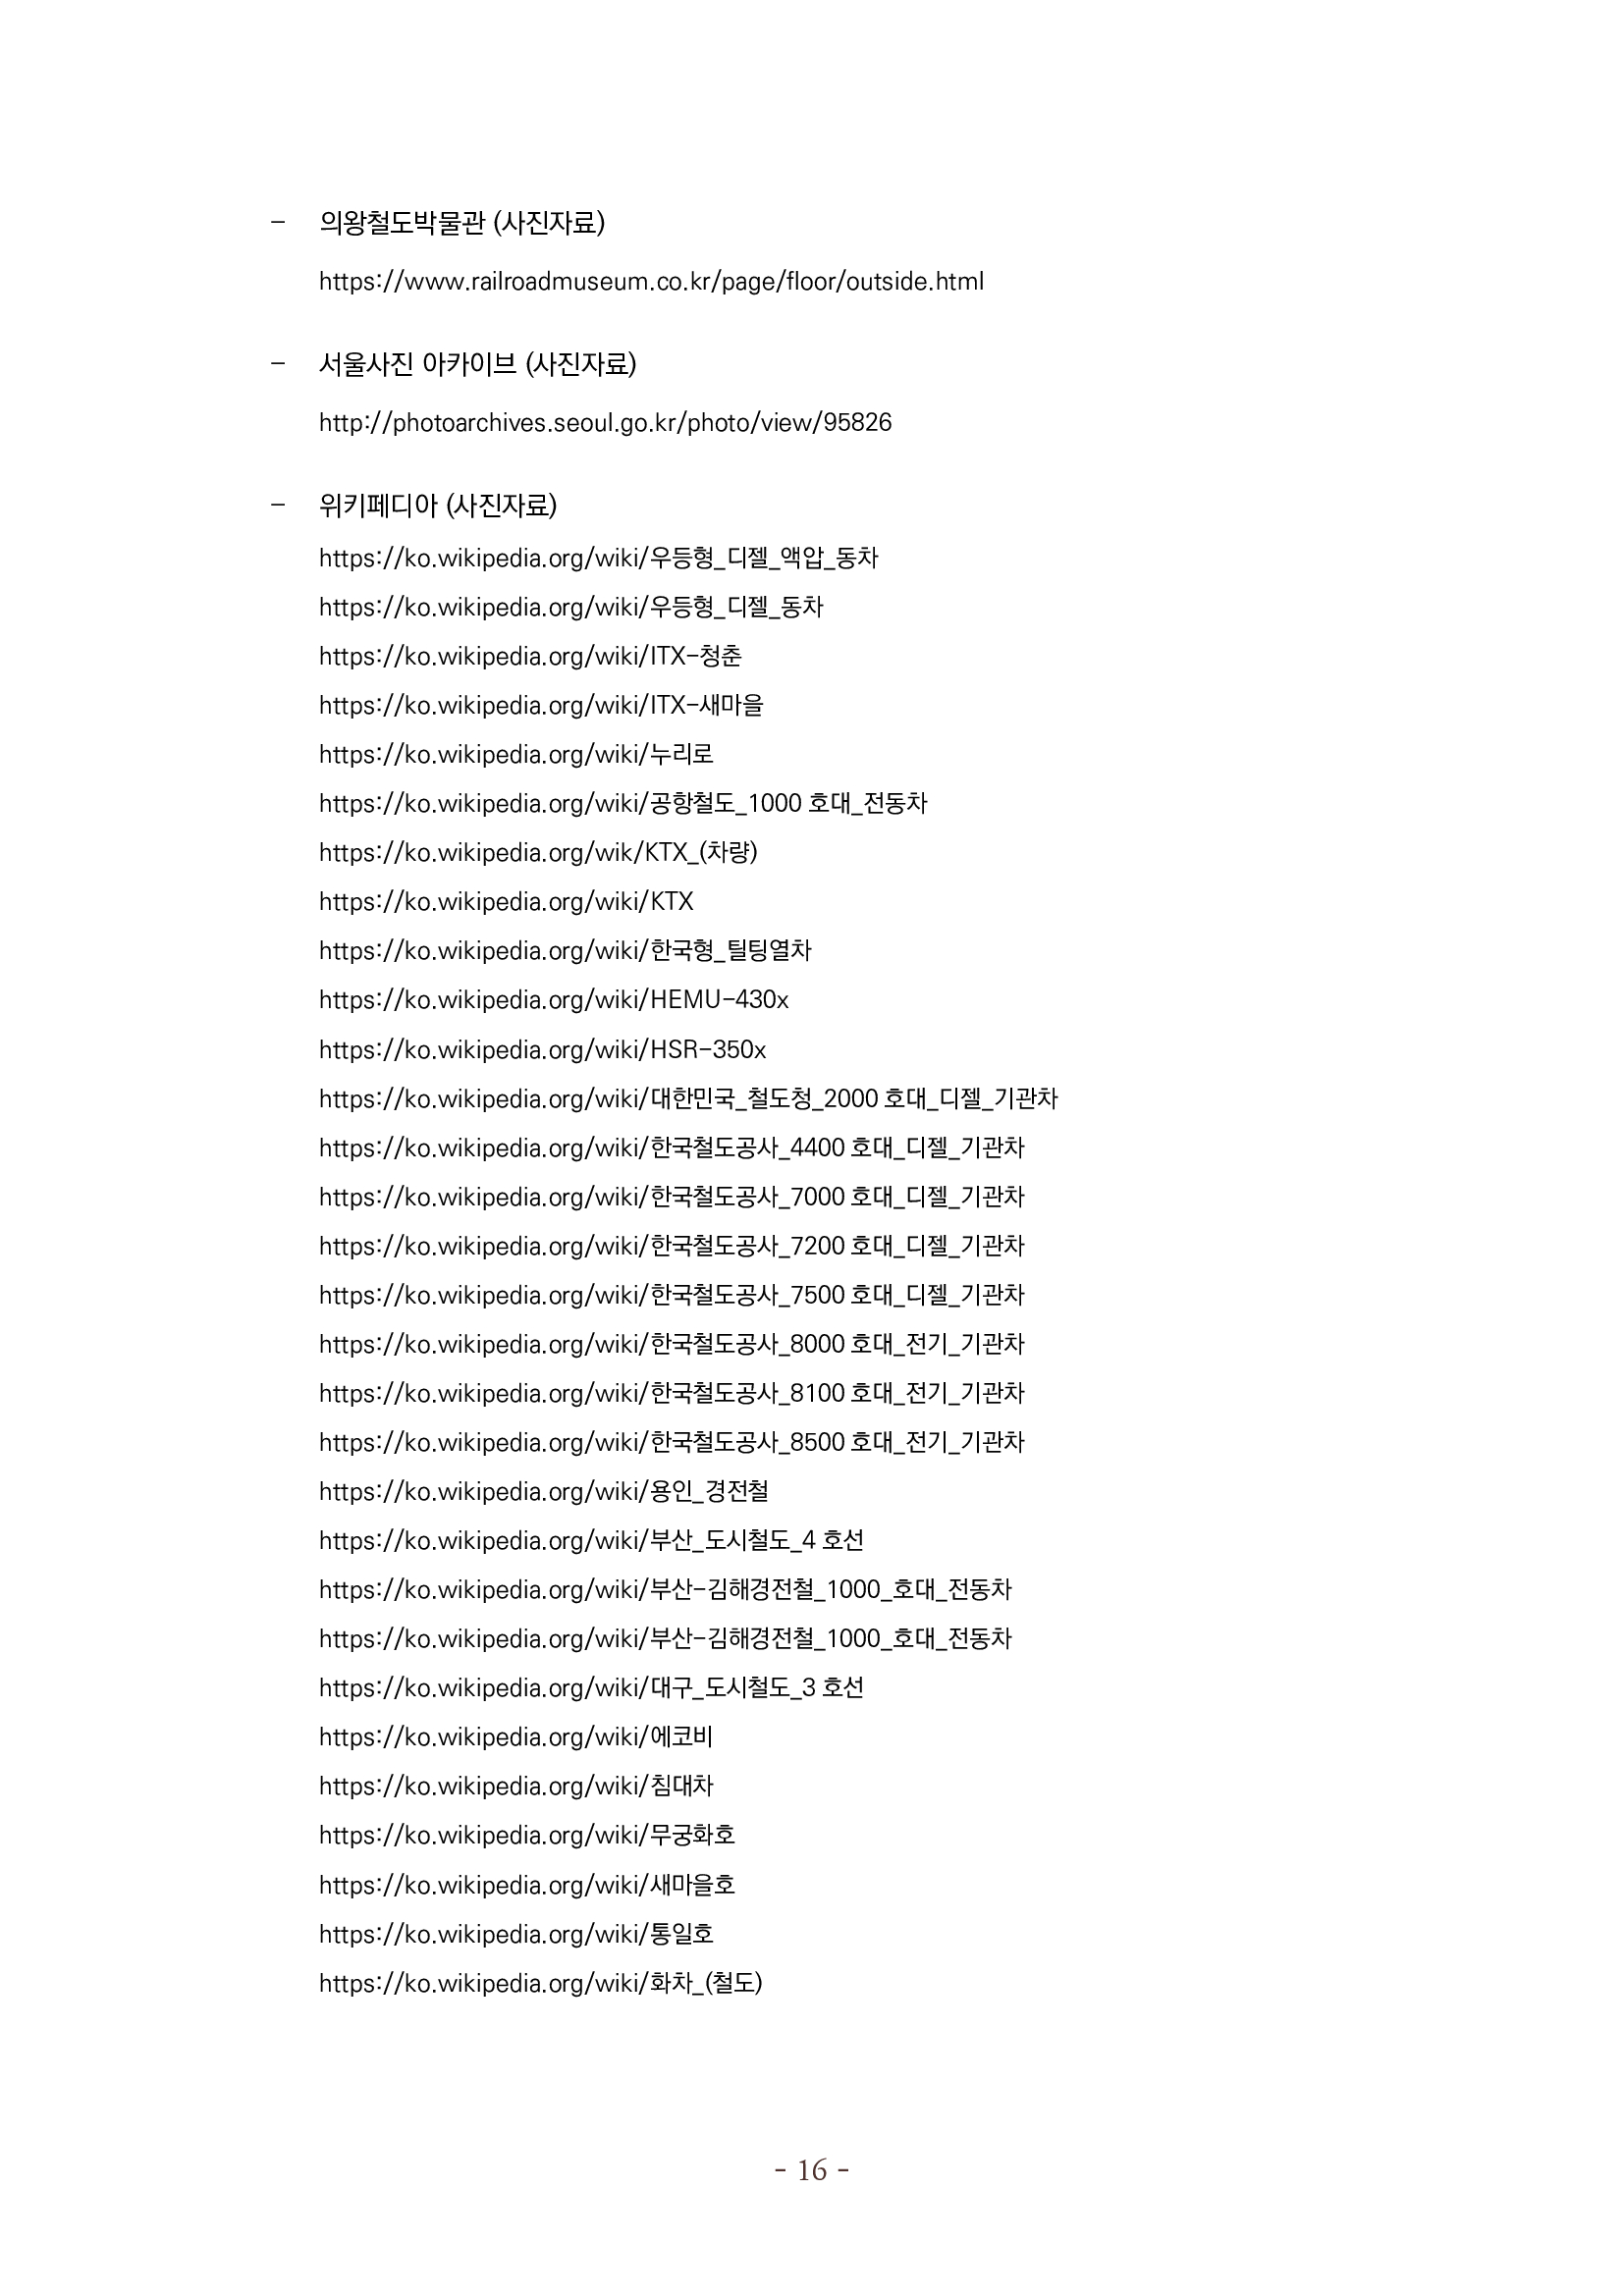 - 의왕철도박물관 (사진자료)
https://www.railroadmuseum.co.kr/page/floor/outside.html
- 서울사진 아카이브 (사진자료)
http://photoarchives.seoul.go.kr/photo/view/95826
- 위키페디아 (사진자료)
https://ko.wikipedia.org/wiki/우등형_디젤_액압_동차
https://ko.wikipedia.org/wiki/우등형_디젤_동차
https://ko.wikipedia.org/wiki/ITX-청춘
https://ko.wikipedia.org/wiki/ITX-새마을
https://ko.wikipedia.org/wiki/누리로
https://ko.wikipedia.org/wiki/공항철도_1000 호대_전동차
https://ko.wikipedia.org/wik/KTX_(차량)
https://ko.wikipedia.org/wiki/KTX
https://ko.wikipedia.org/wiki/한국형_틸팅열차
https://ko.wikipedia.org/wiki/HEMU-430x
https://ko.wikipedia.org/wiki/HSR-350x
https://ko.wikipedia.org/wiki/대한민국_철도청_2000 호대_디젤_기관차
https://ko.wikipedia.org/wiki/한국철도공사_4400 호대_디젤_기관차
https://ko.wikipedia.org/wiki/한국철도공사_7000 호대_디젤_기관차
https://ko.wikipedia.org/wiki/한국철도공사_7200 호대_디젤_기관차
https://ko.wikipedia.org/wiki/한국철도공사_7500 호대_디젤_기관차
https://ko.wikipedia.org/wiki/한국철도공사_8000 호대_전기_기관차
https://ko.wikipedia.org/wiki/한국철도공사_8100 호대_전기_기관차
https://ko.wikipedia.org/wiki/한국철도공사_8500 호대_전기_기관차
https://ko.wikipedia.org/wiki/용인_경전철
https://ko.wikipedia.org/wiki/부산_도시철도_4 호선
https://ko.wikipedia.org/wiki/부산-김해경전철_1000_호대_전동차
https://ko.wikipedia.org/wiki/부산-김해경전철_1000_호대_전동차
https://ko.wikipedia.org/wiki/대구_도시철도_3 호선
https://ko.wikipedia.org/wiki/에코비
https://ko.wikipedia.org/wiki/침대차
https://ko.wikipedia.org/wiki/무궁화호
https://ko.wikipedia.org/wiki/새마을호
https://ko.wikipedia.org/wiki/통일호
https://ko.wikipedia.org/wiki/화차_(철도)
- 16 -